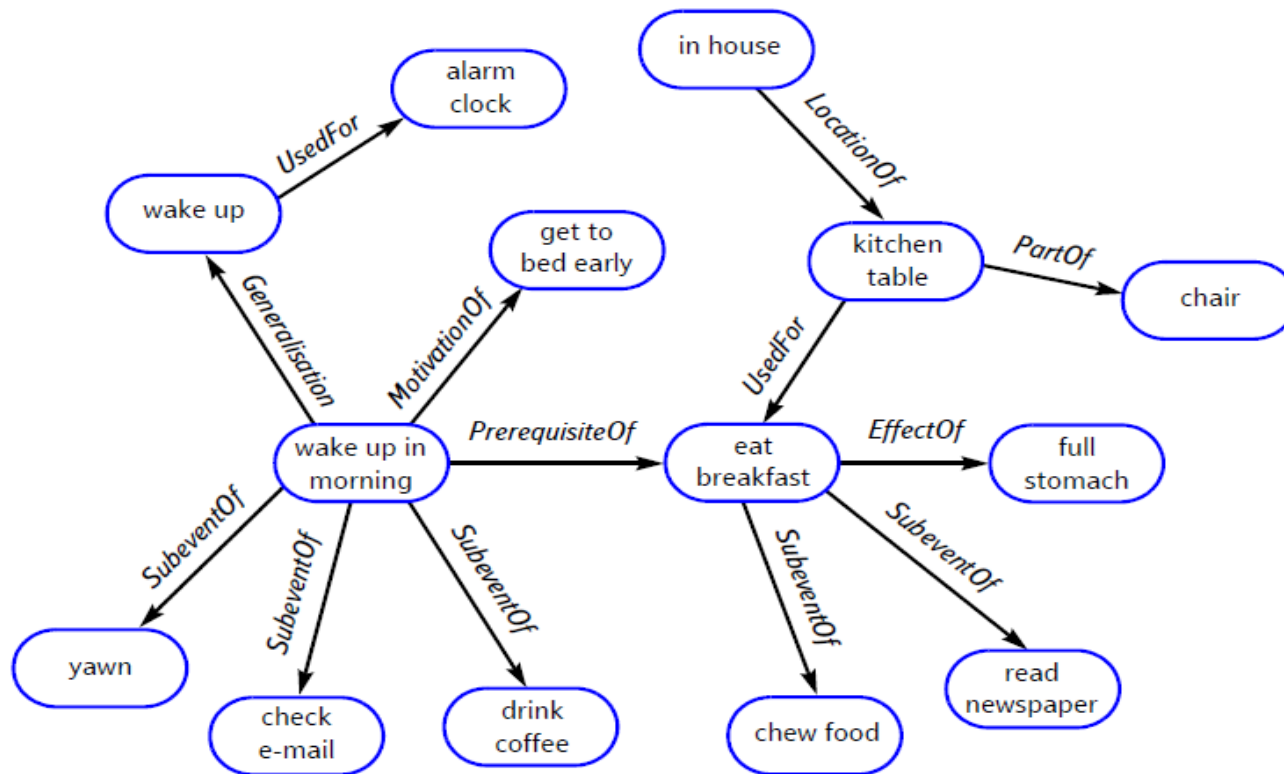 in house
alarm
clock
UsedFor
LocationOf
wake up
get to
bed early
kitchen
table
PartOf
chair
Generalisation
MotivationOf
UsedFor
wake up in
morning
PrerequisiteOf
eat
breakfast
EffectOf
full
stomach
SubeventOf
SubeventOf
SubeventOf
SubeventOf
SubeventOf
yawn
check
e-mail
drink
coffee
chew food
read
newspaper